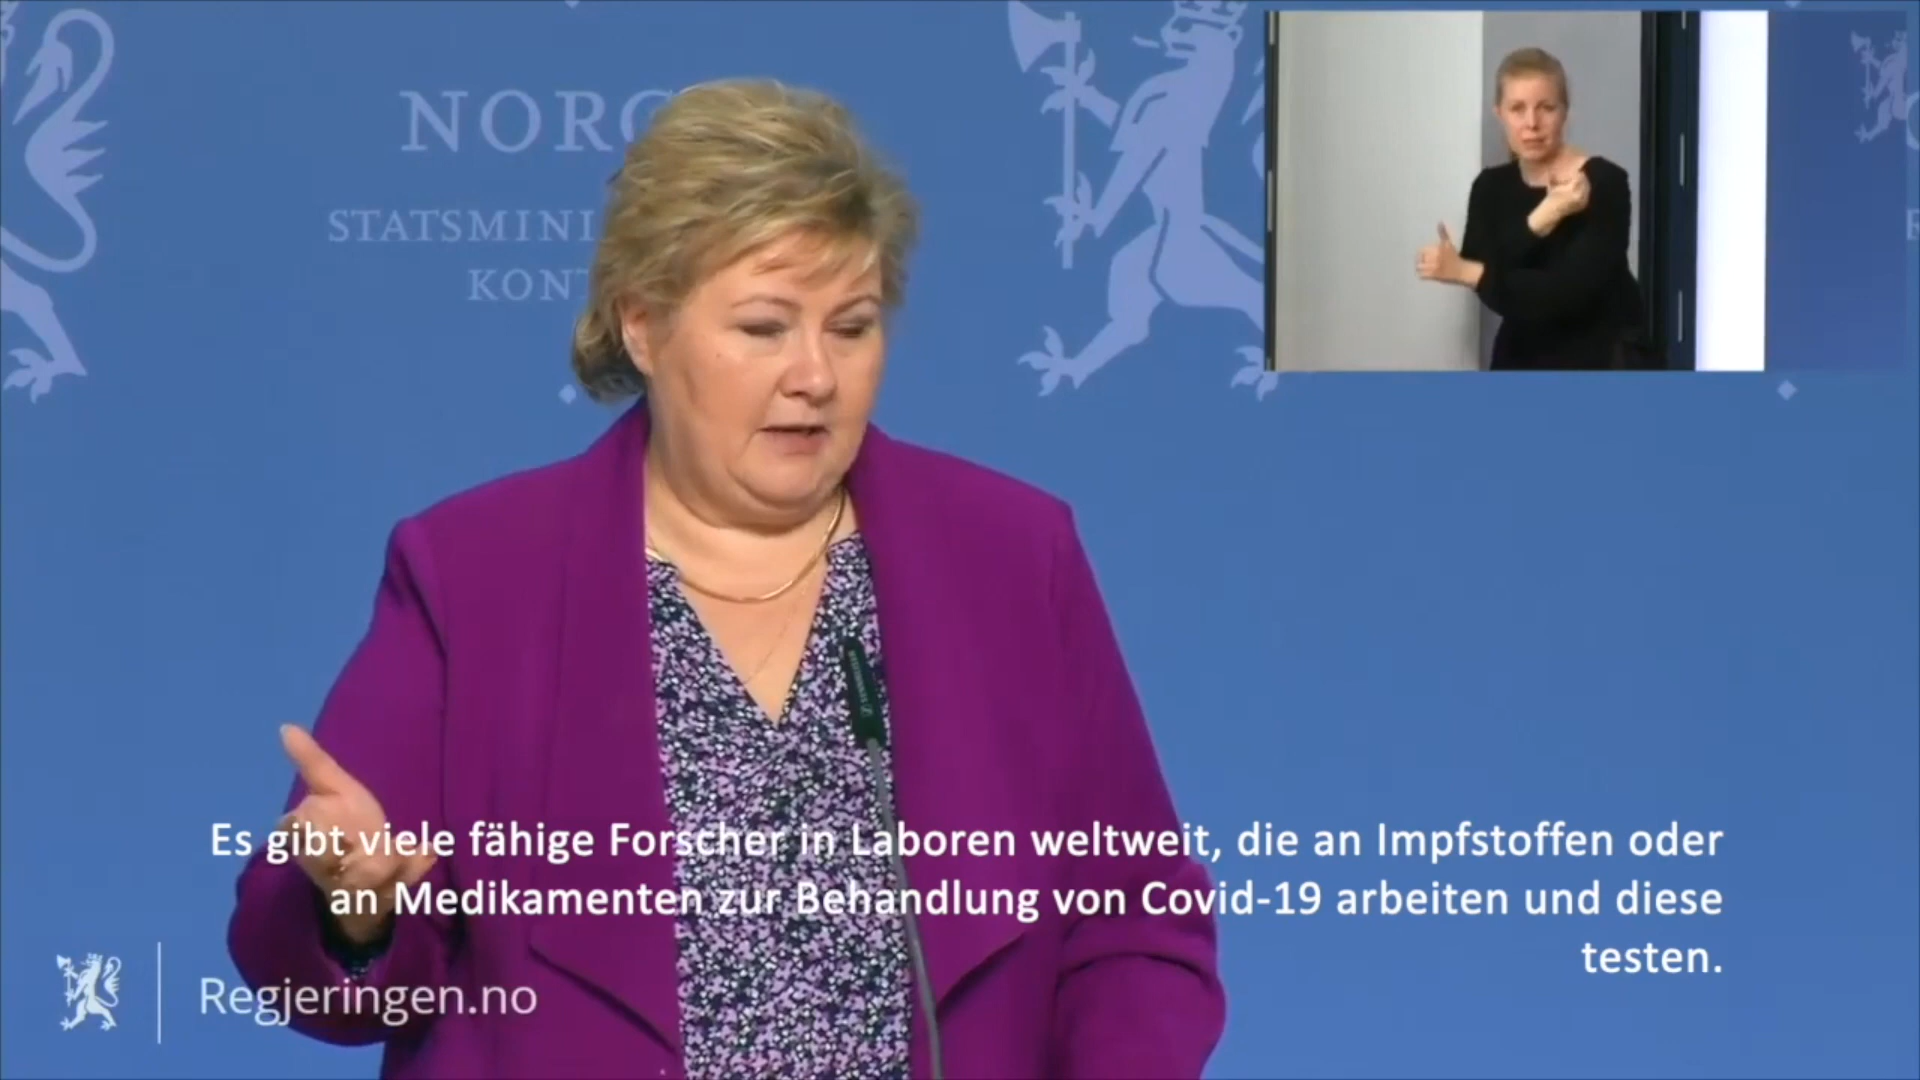 NORG
STATSMINI
KONT
Es gibt viele fähige Forscher in Laboren weltweit, die an Impfstoffen oder
an Medikamenten zur Behandlung von Covid-19 arbeiten und diese
testen.
Regjeringen.no
SENNHEISER